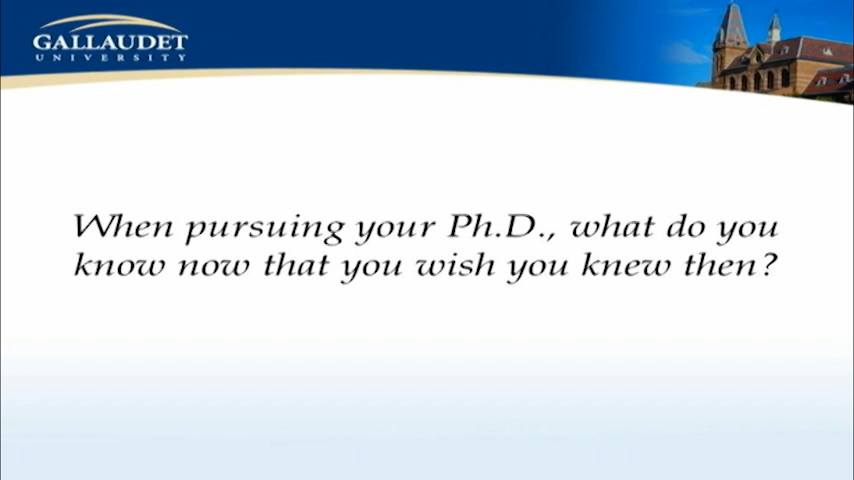 GALLAUDET
UNIVERSITY
When pursuing your Ph.D., what do you
know now that you wish you knew then?